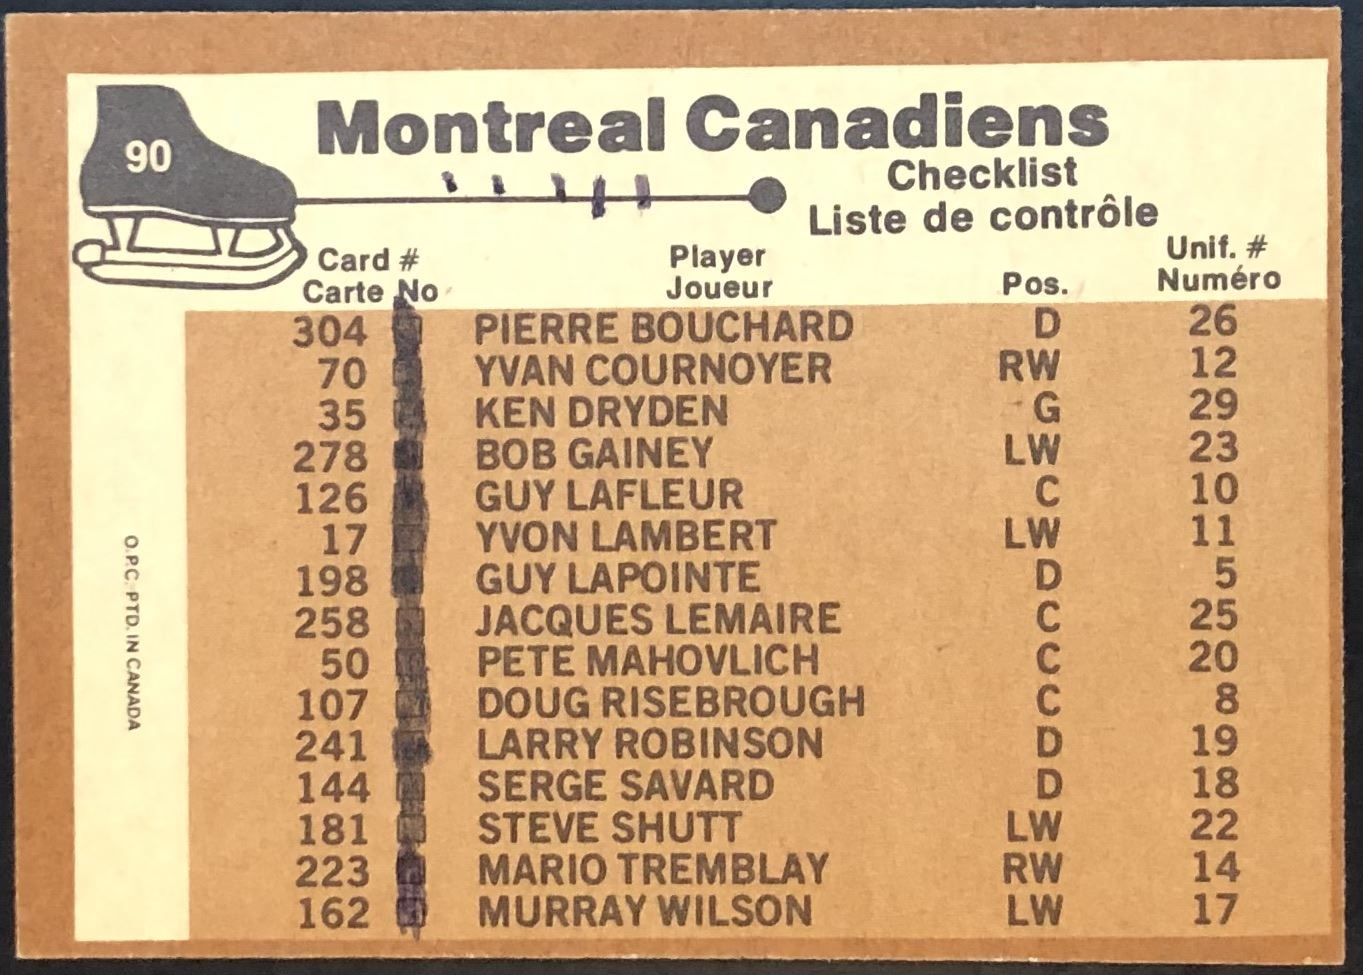 90
Montreal Canadiens
Checklist
Liste de contrôle
Card # Player Unif. #
Carte No Joueur Pos. Numéro
304 PIERRE BOUCHARD D 26
70 YVAN COURNOYER RW 12
35 KEN DRYDEN G 29
278 BOB GAINEY LW 23
126 GUY LAFLEUR C 10
17 YVON LAMBERT LW 11
198 GUY LAPOINTE D 5
258 JACQUES LEMAIRE C 25
50 PETE MAHOVLICH C 20
107 DOUG RISEBROUGH C 8
241 LARRY ROBINSON D 19
144 SERGE SAVARD D 18
181 STEVE SHUTT LW 22
223 MARIO TREMBLAY RW 14
162 MURRAY WILSON LW 17
O.P.C. PTD. IN CANADA